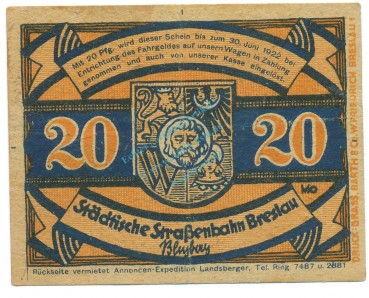 Mit 20 Pfg. wird dieser Schein bis zum 30. Juni 1922 bei
Entrichtung des Fahrgeldes auf unsern Wagen in Zahlung
genommen und auch von unserer Kasse eingelöst.
20
20
W
Städtische Straßenbahn Breslau
DRUCK GRASS, BARTH & Co. W. FRIEDRICH BRESLAU 1
Rückseite vermietet Annoncen-Expedition Landsberger, Tel. Ring 7487 u. 2881